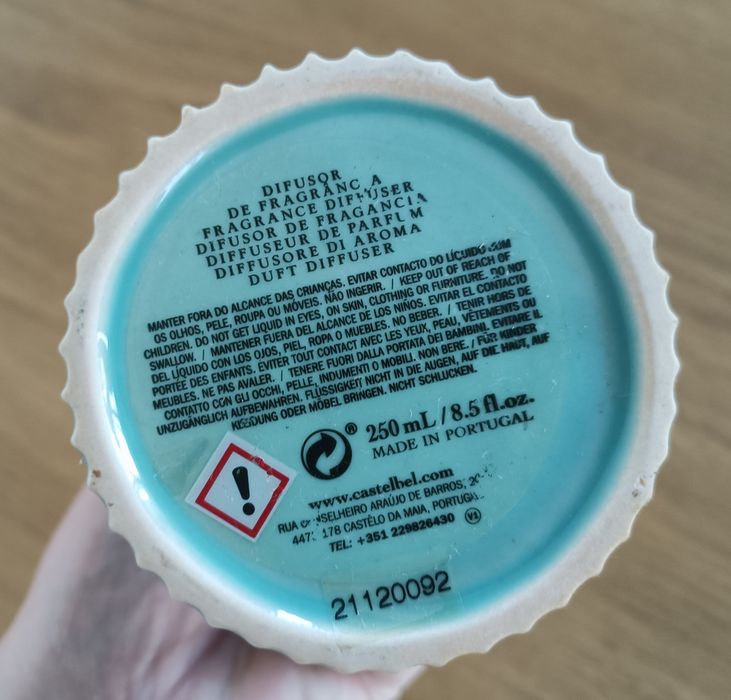 DIFUSOR
DE FRAGRÂNC A
FRAGRANCE DIFFUSER
DIFUSOR DE FRAGANCIA
DIFFUSEUR DE PARFUM
DIFFUSORE DI AROMA
DUFT DIFFUSER
MANTER FORA DO ALCANCE DAS CRIANÇAS. EVITAR CONTACTO DO LÍQUIDO COM
OS OLHOS, PELE, ROUPA OU MÓVEIS. NÃO INGERIR. / KEEP OUT OF REACH OF
CHILDREN. DO NOT GET LIQUID IN EYES, ON SKIN, CLOTHING OR FURNITURE. DO NOT
SWALLOW. / MANTENER FUERA DEL ALCANCE DE LOS NIÑOS. EVITAR EL CONTACTO
DEL LÍQUIDO CON LOS OJOS, PIEL, ROPA O MUEBLES. NO BEBER. / TENIR HORS DE
PORTÉE DES ENFANTS. EVITER TOUT CONTACT AVEC LES YEUX, PEAU, VÊTEMENTS OU
MEUBLES. NE PAS AVALER. / TENERE FUORI DALLA PORTATA DEI BAMBINI. EVITARE IL
CONTATTO CON GLI OCCHI, PELLE, INDUMENTI O MOBILI. NON BERE. / FÜR KINDER
UNZUGÄNGLICH AUFBEWAHREN. FLÜSSIGKEIT NICHT IN DIE AUGEN, AUF DIE HAUT, AUF
KLEIDUNG ODER MÖBEL BRINGEN. NICHT SCHLUCKEN.
® 250 mL / 8.5 fl.oz.
MADE IN PORTUGAL
!
www.castelbel.com
RUA ARAÚJO DE BARROS,
178 CASTÊLO DA MAIA, PORTUGAL
TEL: +351 229826430
21120092